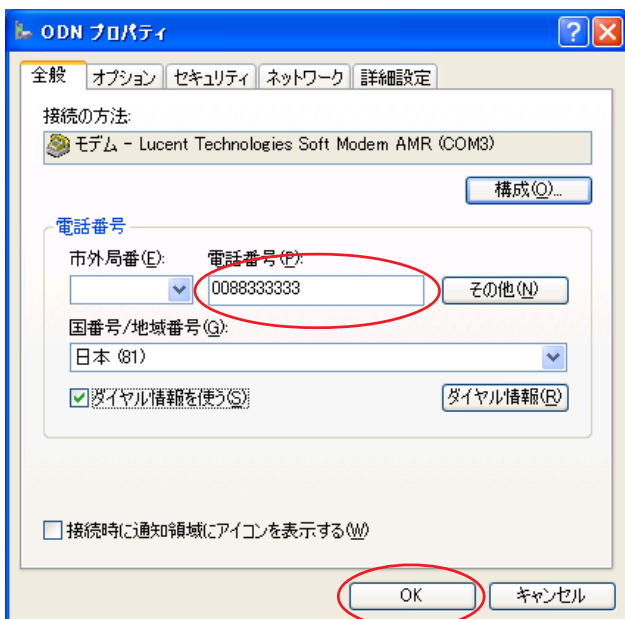 ODN プロパティ
全般 オプション セキュリティ ネットワーク 詳細設定
接続の方法:
モデム - Lucent Technologies Soft Modem AMR (COM3)
構成(O)...
電話番号
市外局番(E): 電話番号(P):
0088333333 その他(N)
国番号/地域番号(G):
日本 (81)
ダイヤル情報を使う(S) ダイヤル情報(R)
接続時に通知領域にアイコンを表示する(W)
OK キャンセル